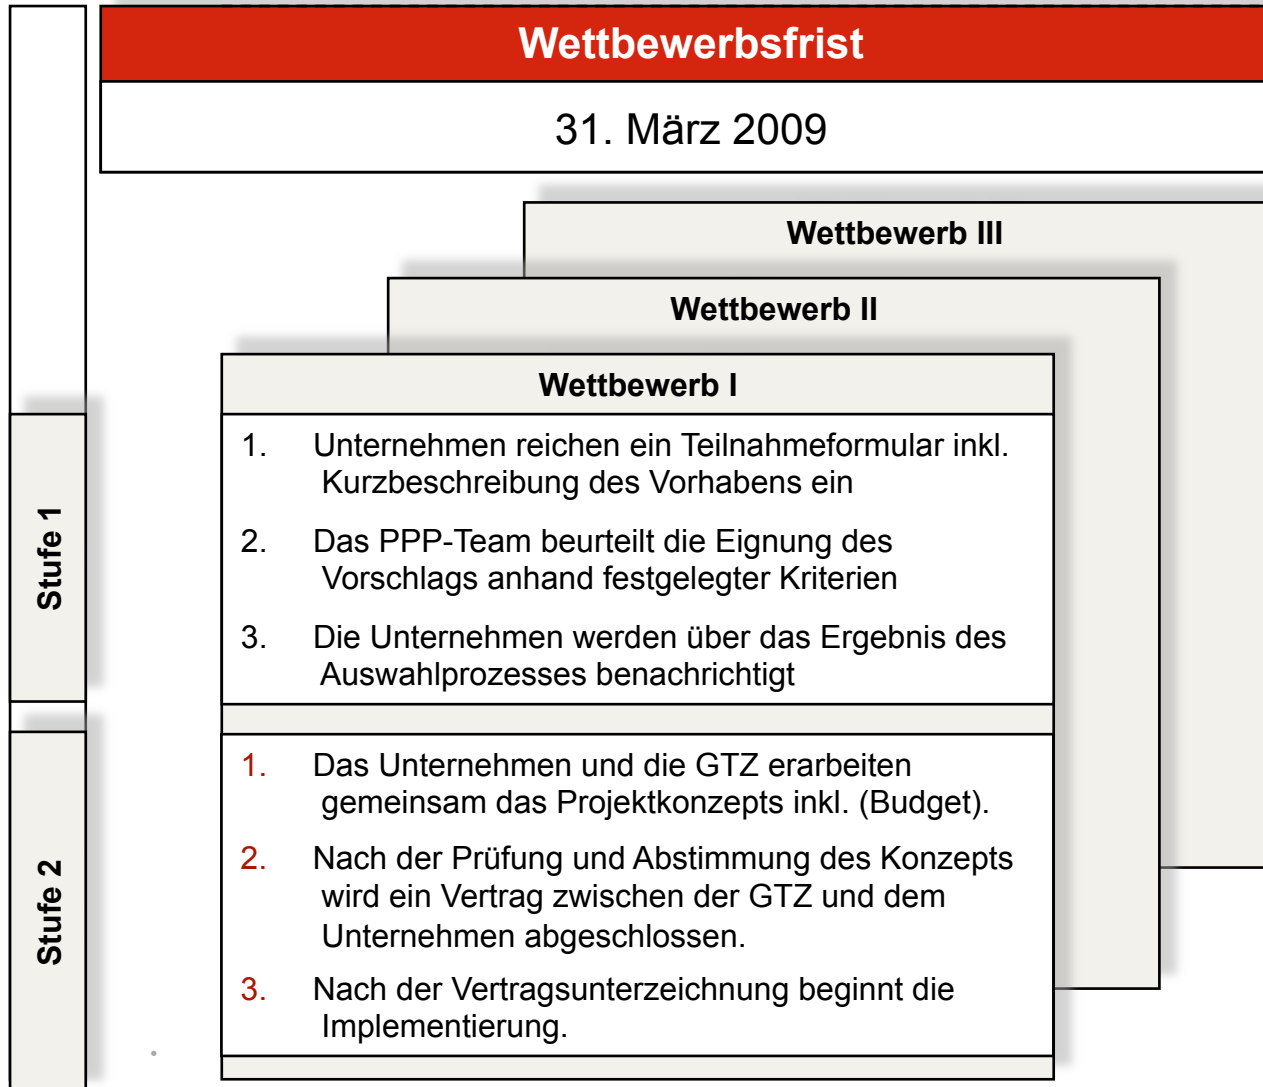 Wettbewerbsfrist
31. März 2009
Wettbewerb III
Wettbewerb II
Wettbewerb I
Stufe 1
1. Unternehmen reichen ein Teilnahmeformular inkl.
Kurzbeschreibung des Vorhabens ein
2. Das PPP-Team beurteilt die Eignung des
Vorschlags anhand festgelegter Kriterien
3. Die Unternehmen werden über das Ergebnis des
Auswahlprozesses benachrichtigt
Stufe 2
1. Das Unternehmen und die GTZ erarbeiten
gemeinsam das Projektkonzepts inkl. (Budget).
2. Nach der Prüfung und Abstimmung des Konzepts
wird ein Vertrag zwischen der GTZ und dem
Unternehmen abgeschlossen.
3. Nach der Vertragsunterzeichnung beginnt die
Implementierung.